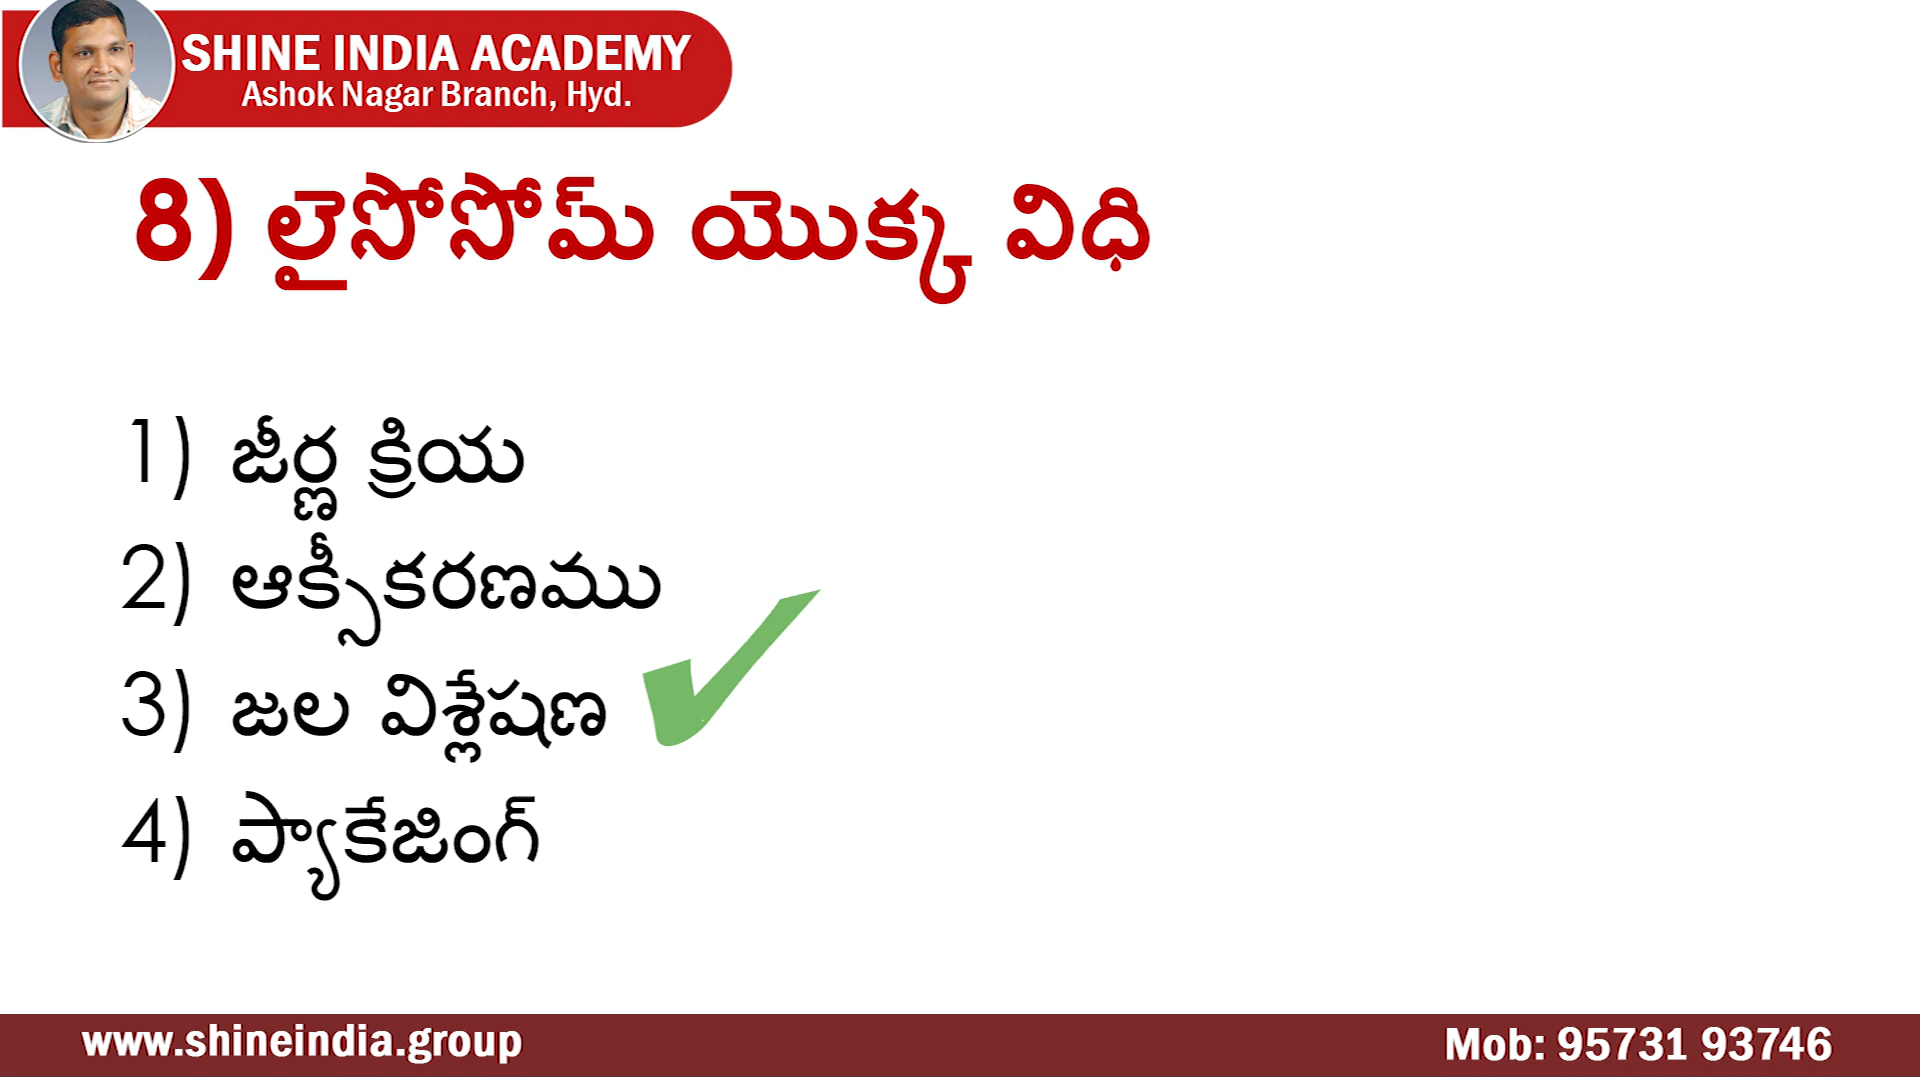 SHINE INDIA ACADEMY
Ashok Nagar Branch, Hyd.
8) లైసోసోమ్ యొక్క విధి
1) జీర్ణ క్రియ
2) ఆక్సీకరణము
3) జల విశ్లేషణ
4) ప్యాకేజింగ్
www.shineindia.group
Mob: 95731 93746